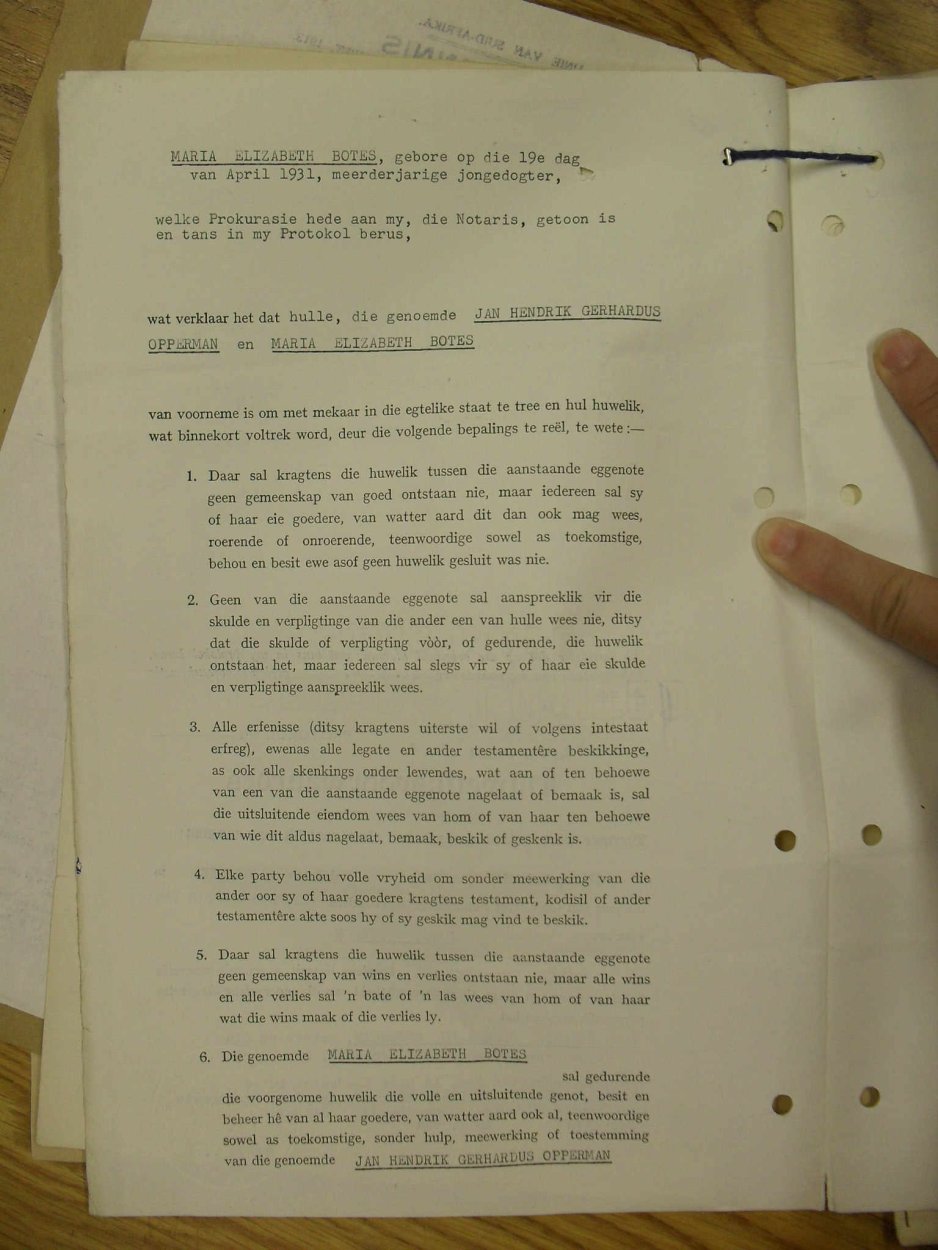 UNIE VAN SUID-AFRIKA.
MARIA ELIZABETH BOTES, gebore op die 19e dag
van April 1931, meerderjarige jongedogter,
welke Prokurasie hede aan my, die Notaris, getoon is
en tans in my Protokol berus,
wat verklaar het dat hulle, die genoemde JAN HENDRIK GERHARDUS
OPPERMAN en MARIA ELIZABETH BOTES
van voorneme is om met mekaar in die egtelike staat te tree en hul huwelik,
wat binnekort voltrek word, deur die volgende bepalings te reël, te wete :—
1. Daar sal kragtens die huwelik tussen die aanstaande eggenote
geen gemeenskap van goed ontstaan nie, maar iedereen sal sy
of haar eie goedere, van watter aard dit dan ook mag wees,
roerende of onroerende, teenwoordige sowel as toekomstige,
behou en besit ewe asof geen huwelik gesluit was nie.
2. Geen van die aanstaande eggenote sal aanspreeklik vir die
skulde en verpligtinge van die ander een van hulle wees nie, ditsy
dat die skulde of verpligting vòòr, of gedurende, die huwelik
ontstaan het, maar iedereen sal slegs vir sy of haar eie skulde
en verpligtinge aanspreeklik wees.
3. Alle erfenisse (ditsy kragtens uiterste wil of volgens intestaat
erfreg), ewenas alle legate en ander testamentêre beskikkinge,
as ook alle skenkings onder lewendes, wat aan of ten behoewe
van een van die aanstaande eggenote nagelaat of bemaak is, sal
die uitsluitende eiendom wees van hom of van haar ten behoewe
van wie dit aldus nagelaat, bemaak, beskik of geskenk is.
4. Elke party behou volle vryheid om sonder meewerking van die
ander oor sy of haar goedere kragtens testament, kodisil of ander
testamentêre akte soos hy of sy geskik mag vind te beskik.
5. Daar sal kragtens die huwelik tussen die aanstaande eggenote
geen gemeenskap van wins en verlies ontstaan nie, maar alle wins
en alle verlies sal 'n bate of 'n las wees van hom of van haar
wat die wins maak of die verlies ly.
6. Die genoemde MARIA ELIZABETH BOTES
sal gedurende
die voorgenome huwelik die volle en uitsluitende genot, besit en
beheer hê van al haar goedere, van watter aard ook al, teenwoordige
sowel as toekomstige, sonder hulp, meewerking of toestemming
van die genoemde JAN HENDRIK GERHARDUS OPPERMAN